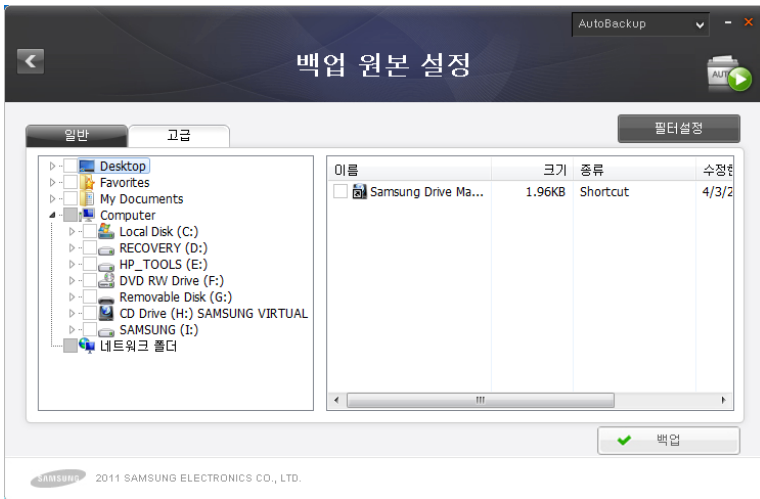 AutoBackup
백업 원본 설정
AUTO
일반 고급 필터설정
Desktop
Favorites
My Documents
Computer
Local Disk (C:)
RECOVERY (D:)
HP_TOOLS (E:)
DVD RW Drive (F:)
Removable Disk (G:)
CD Drive (H:) SAMSUNG VIRTUAL
SAMSUNG (I:)
네트워크 폴더
이름 크기 종류
Samsung Drive Ma... 1.96KB Shortcut 4/3/2
백업
SAMSUNG 2011 SAMSUNG ELECTRONICS CO., LTD.